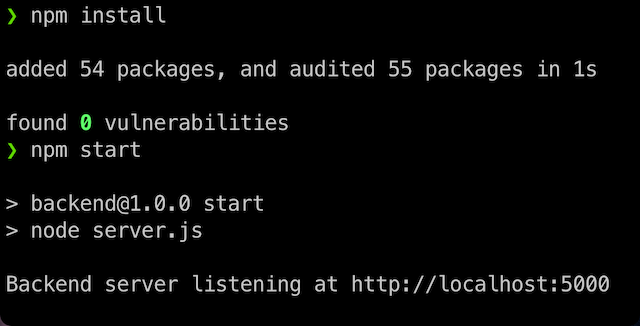 ❯ npm install
added 54 packages, and audited 55 packages in 1s
found 0 vulnerabilities
❯ npm start
> backend@1.0.0 start
> node server.js
Backend server listening at http://localhost:5000